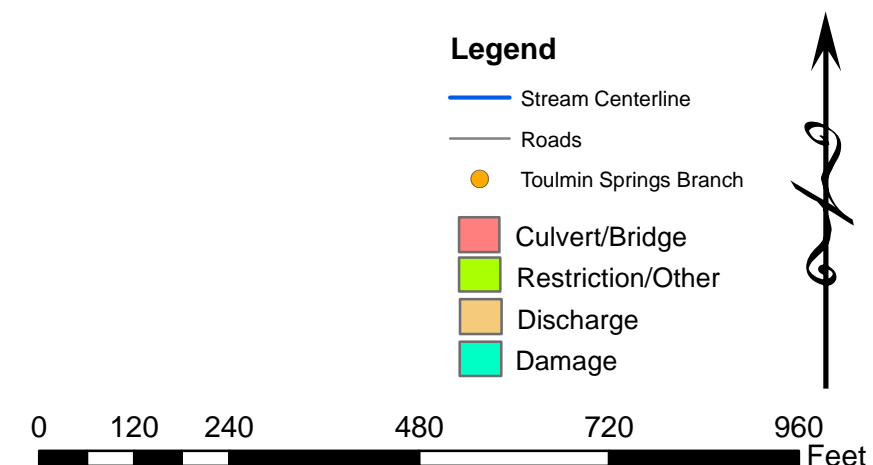 Legend
Stream Centerline
Roads
Toulmin Springs Branch
Culvert/Bridge
Restriction/Other
Discharge
Damage
0 120 240 480 720 960
Feet